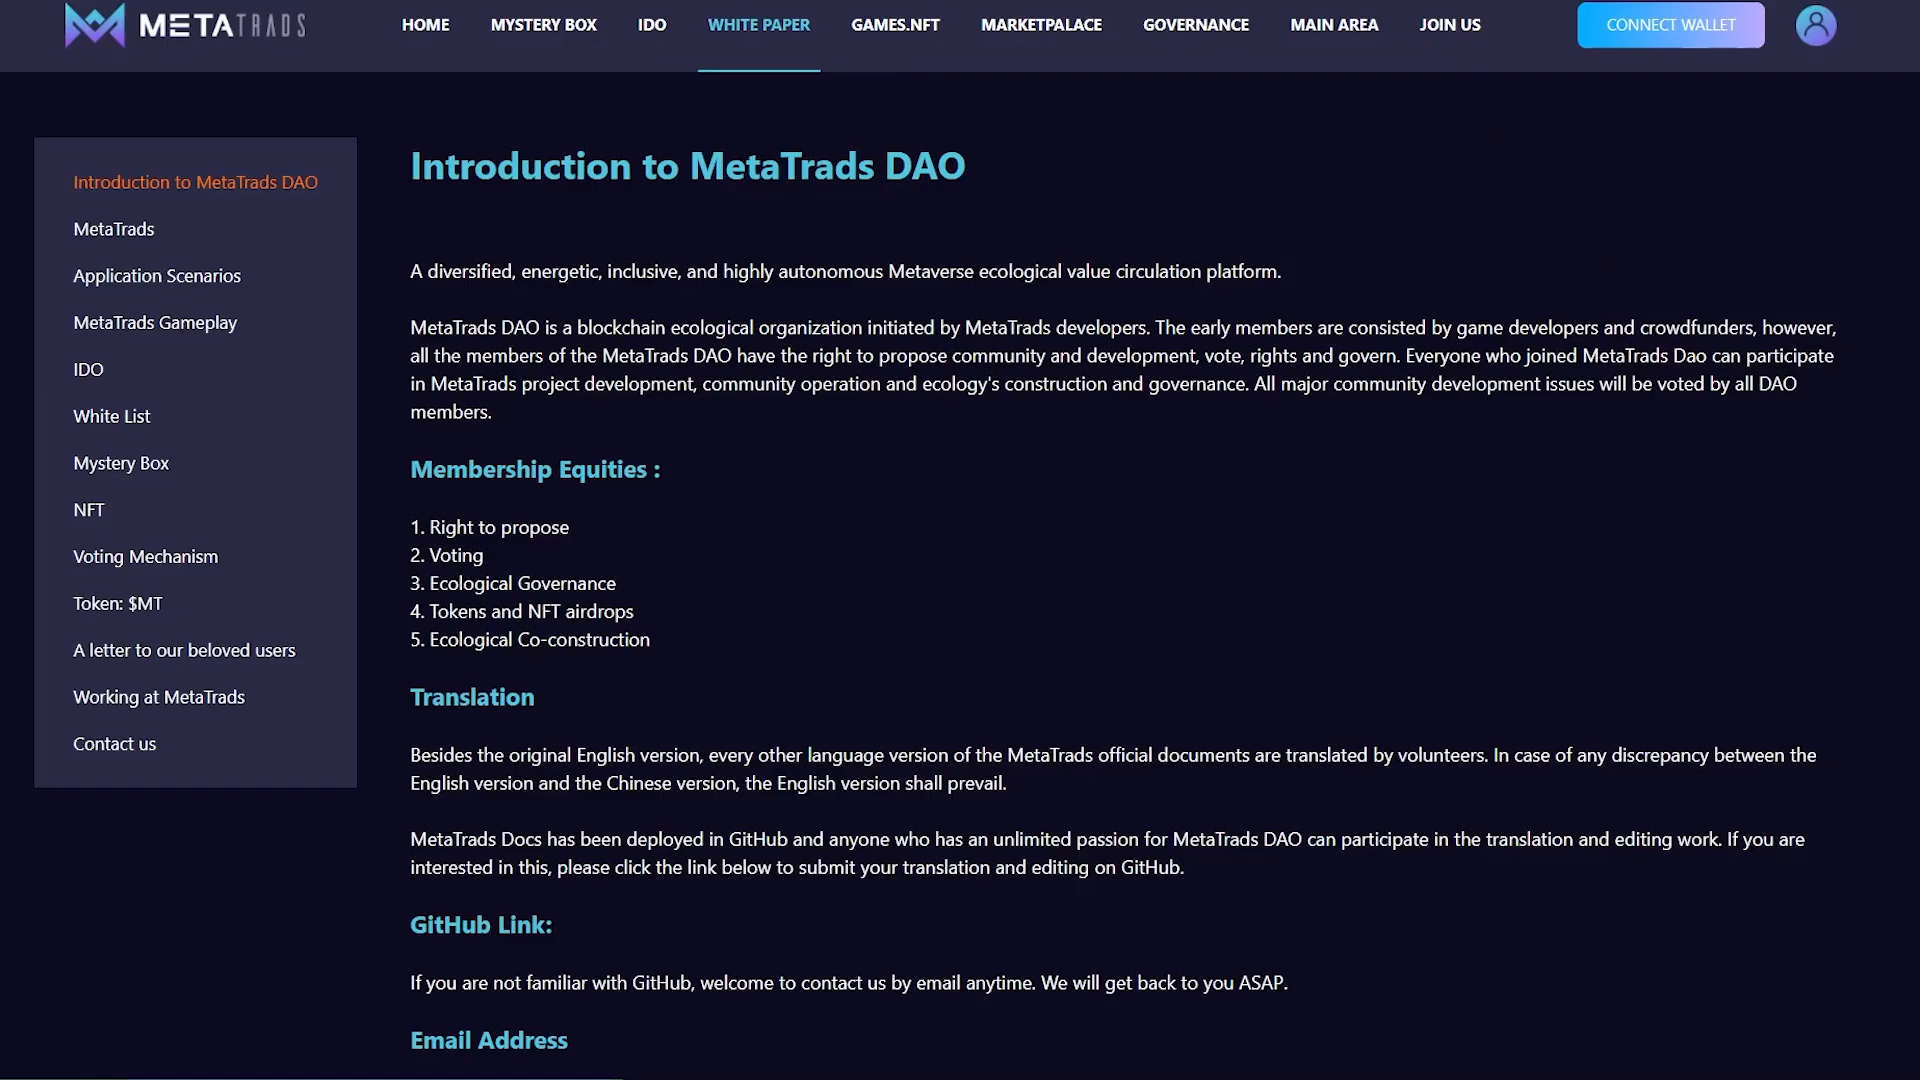 METATRADS
HOME
MYSTERY BOX
IDO
WHITE PAPER
GAMES.NFT
MARKETPALACE
GOVERNANCE
MAIN AREA
JOIN US
CONNECT WALLET
Introduction to MetaTrads DAO
MetaTrads
Application Scenarios
MetaTrads Gameplay
IDO
White List
Mystery Box
NFT
Voting Mechanism
Token: $MT
A letter to our beloved users
Working at MetaTrads
Contact us
Introduction to MetaTrads DAO
A diversified, energetic, inclusive, and highly autonomous Metaverse ecological value circulation platform.
MetaTrads DAO is a blockchain ecological organization initiated by MetaTrads developers. The early members are consisted by game developers and crowdfunders, however,
all the members of the MetaTrads DAO have the right to propose community and development, vote, rights and govern. Everyone who joined MetaTrads Dao can participate
in MetaTrads project development, community operation and ecology's construction and governance. All major community development issues will be voted by all DAO
members.
Membership Equities :
1. Right to propose
2. Voting
3. Ecological Governance
4. Tokens and NFT airdrops
5. Ecological Co-construction
Translation
Besides the original English version, every other language version of the MetaTrads official documents are translated by volunteers. In case of any discrepancy between the
English version and the Chinese version, the English version shall prevail.
MetaTrads Docs has been deployed in GitHub and anyone who has an unlimited passion for MetaTrads DAO can participate in the translation and editing work. If you are
interested in this, please click the link below to submit your translation and editing on GitHub.
GitHub Link:
If you are not familiar with GitHub, welcome to contact us by email anytime. We will get back to you ASAP.
Email Address